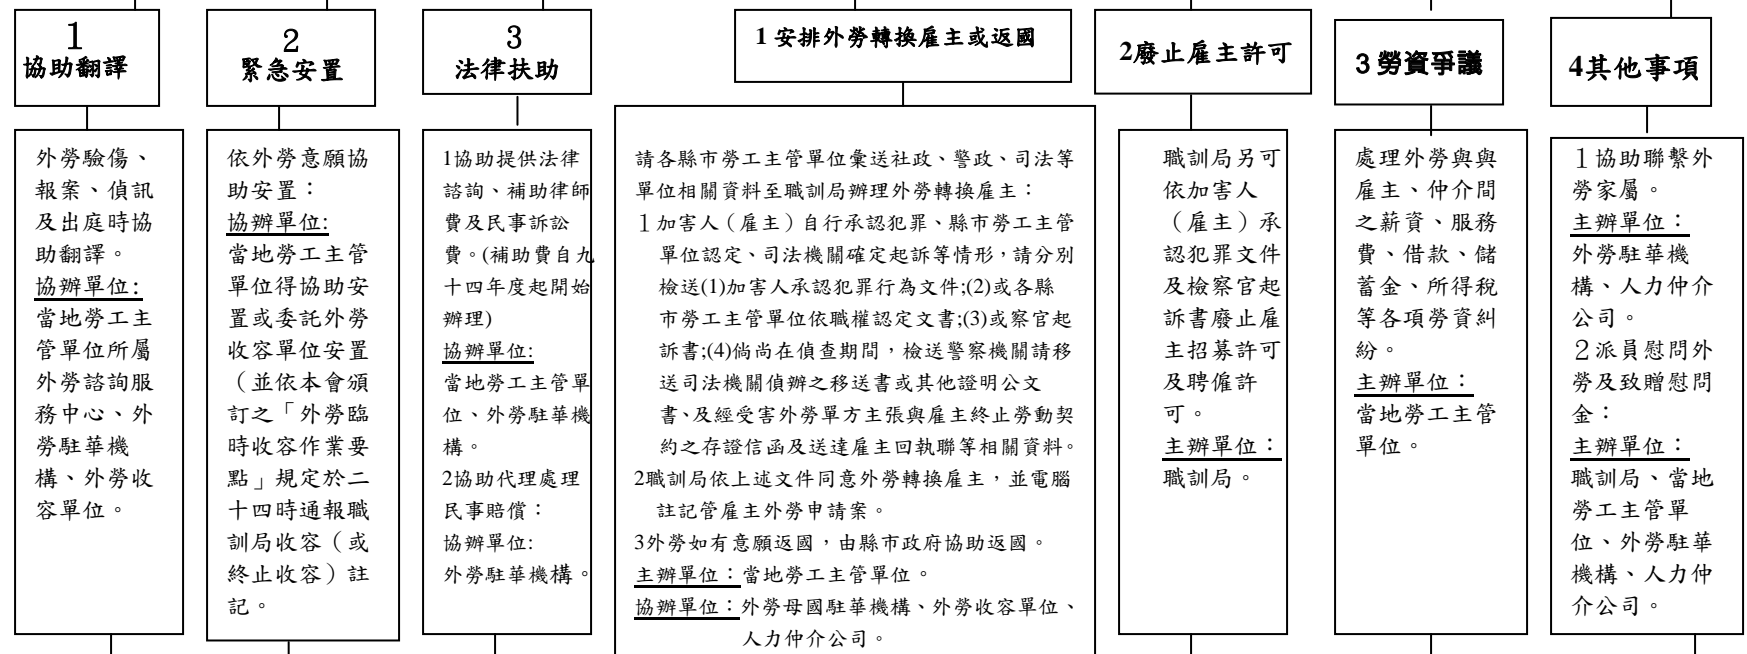 1
協助翻譯
外勞驗傷、
報案、偵訊
及出庭時協
助翻譯。
協辦單位:
當地勞工主
管單位所屬
外勞諮詢服
務中心、外
勞駐華機
構、外勞收
容單位。
2
緊急安置
依外勞意願協
助安置：
協辦單位:
當地勞工主管
單位得協助安
置或委託外勞
收容單位安置
（並依本會頒
訂之「外勞臨
時收容作業要
點」規定於二
十四時通報職
訓局收容（或
終止收容）註
記。
3
法律扶助
1協助提供法律
諮詢、補助律師
費及民事訴訟
費。(補助費自九
十四年度起開始
辦理)
協辦單位:
當地勞工主管單
位、外勞駐華機
構。
2協助代理處理
民事賠償：
協辦單位:
外勞駐華機構。
1 安排外勞轉換雇主或返國
請各縣市勞工主管單位彙送社政、警政、司法等
單位相關資料至職訓局辦理外勞轉換雇主：
１加害人（雇主）自行承認犯罪、縣市勞工主管
單位認定、司法機關確定起訴等情形，請分別
檢送(1)加害人承認犯罪行為文件;(2)或各縣
市勞工主管單位依職權認定文書;(3)或察官起
訴書;(4)倘尚在偵查期間，檢送警察機關請移
送司法機關偵辦之移送書或其他證明公文
書、及經受害外勞單方主張與雇主終止勞動契
約之存證信函及送達雇主回執聯等相關資料。
2職訓局依上述文件同意外勞轉換雇主，並電腦
註記管雇主外勞申請案。
3外勞如有意願返國，由縣市政府協助返國。
主辦單位：當地勞工主管單位。
協辦單位：外勞母國駐華機構、外勞收容單位、
人力仲介公司。
2廢止雇主許可
職訓局另可
依加害人
（雇主）承
認犯罪文件
及檢察官起
訴書廢止雇
主招募許可
及聘僱許
可。
主辦單位：
職訓局。
3 勞資爭議
處理外勞與與
雇主、仲介間
之薪資、服務
費、借款、儲
蓄金、所得稅
等各項勞資糾
紛。
主辦單位：
當地勞工主管
單位。
4其他事項
１協助聯繫外
勞家屬。
主辦單位：
外勞駐華機
構、人力仲介
公司。
２派員慰問外
勞及致贈慰問
金：
主辦單位：
職訓局、當地
勞工主管單
位、外勞駐華
機構、人力仲
介公司。